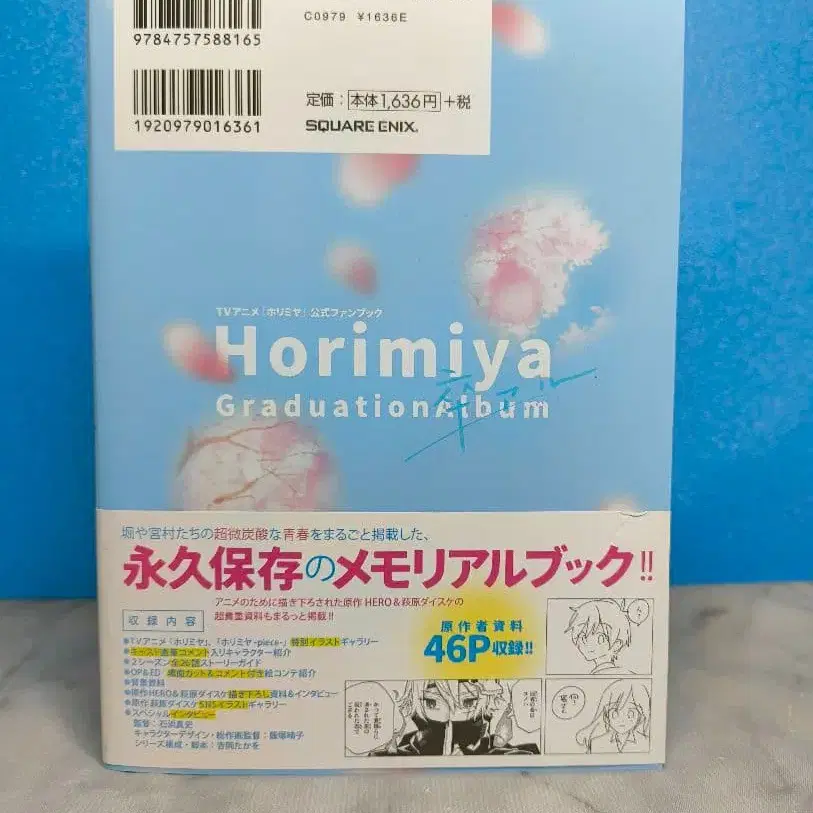 9784757588165
C0979 ¥1636E
1920979016361
定価：本体1,636円＋税
SQUARE ENIX.
TVアニメ「ホリミヤ」公式ファンブック
Horimiya
GraduationAlbum
卒アル
堀や宮村たちの超微炭酸な青春をまるごと掲載した、
永久保存のメモリアルブック!!
アニメのために描き下ろされた原作 HERO＆萩原ダイスケの
超貴重資料もまるっと掲載!!
収録内容
原作者資料
46P収録!!
●TVアニメ「ホリミヤ」、「ホリミヤ -piece-」特別イラストギャラリー
●キャスト直筆コメント入りキャラクター紹介
●2シーズン全26話ストーリーガイド
●OP＆ED／場面カット＆コメント付き絵コンテ紹介
●貴重資料
●原作HERO＆萩原ダイスケ描き下ろし資料＆インタビュー
●原作 萩原ダイスケSNSイラストギャラリー
●スペシャルインタビュー
監督：石浜真史
キャラクターデザイン・総作画監督：飯塚晴子
シリーズ構成・脚本：吉岡たかを